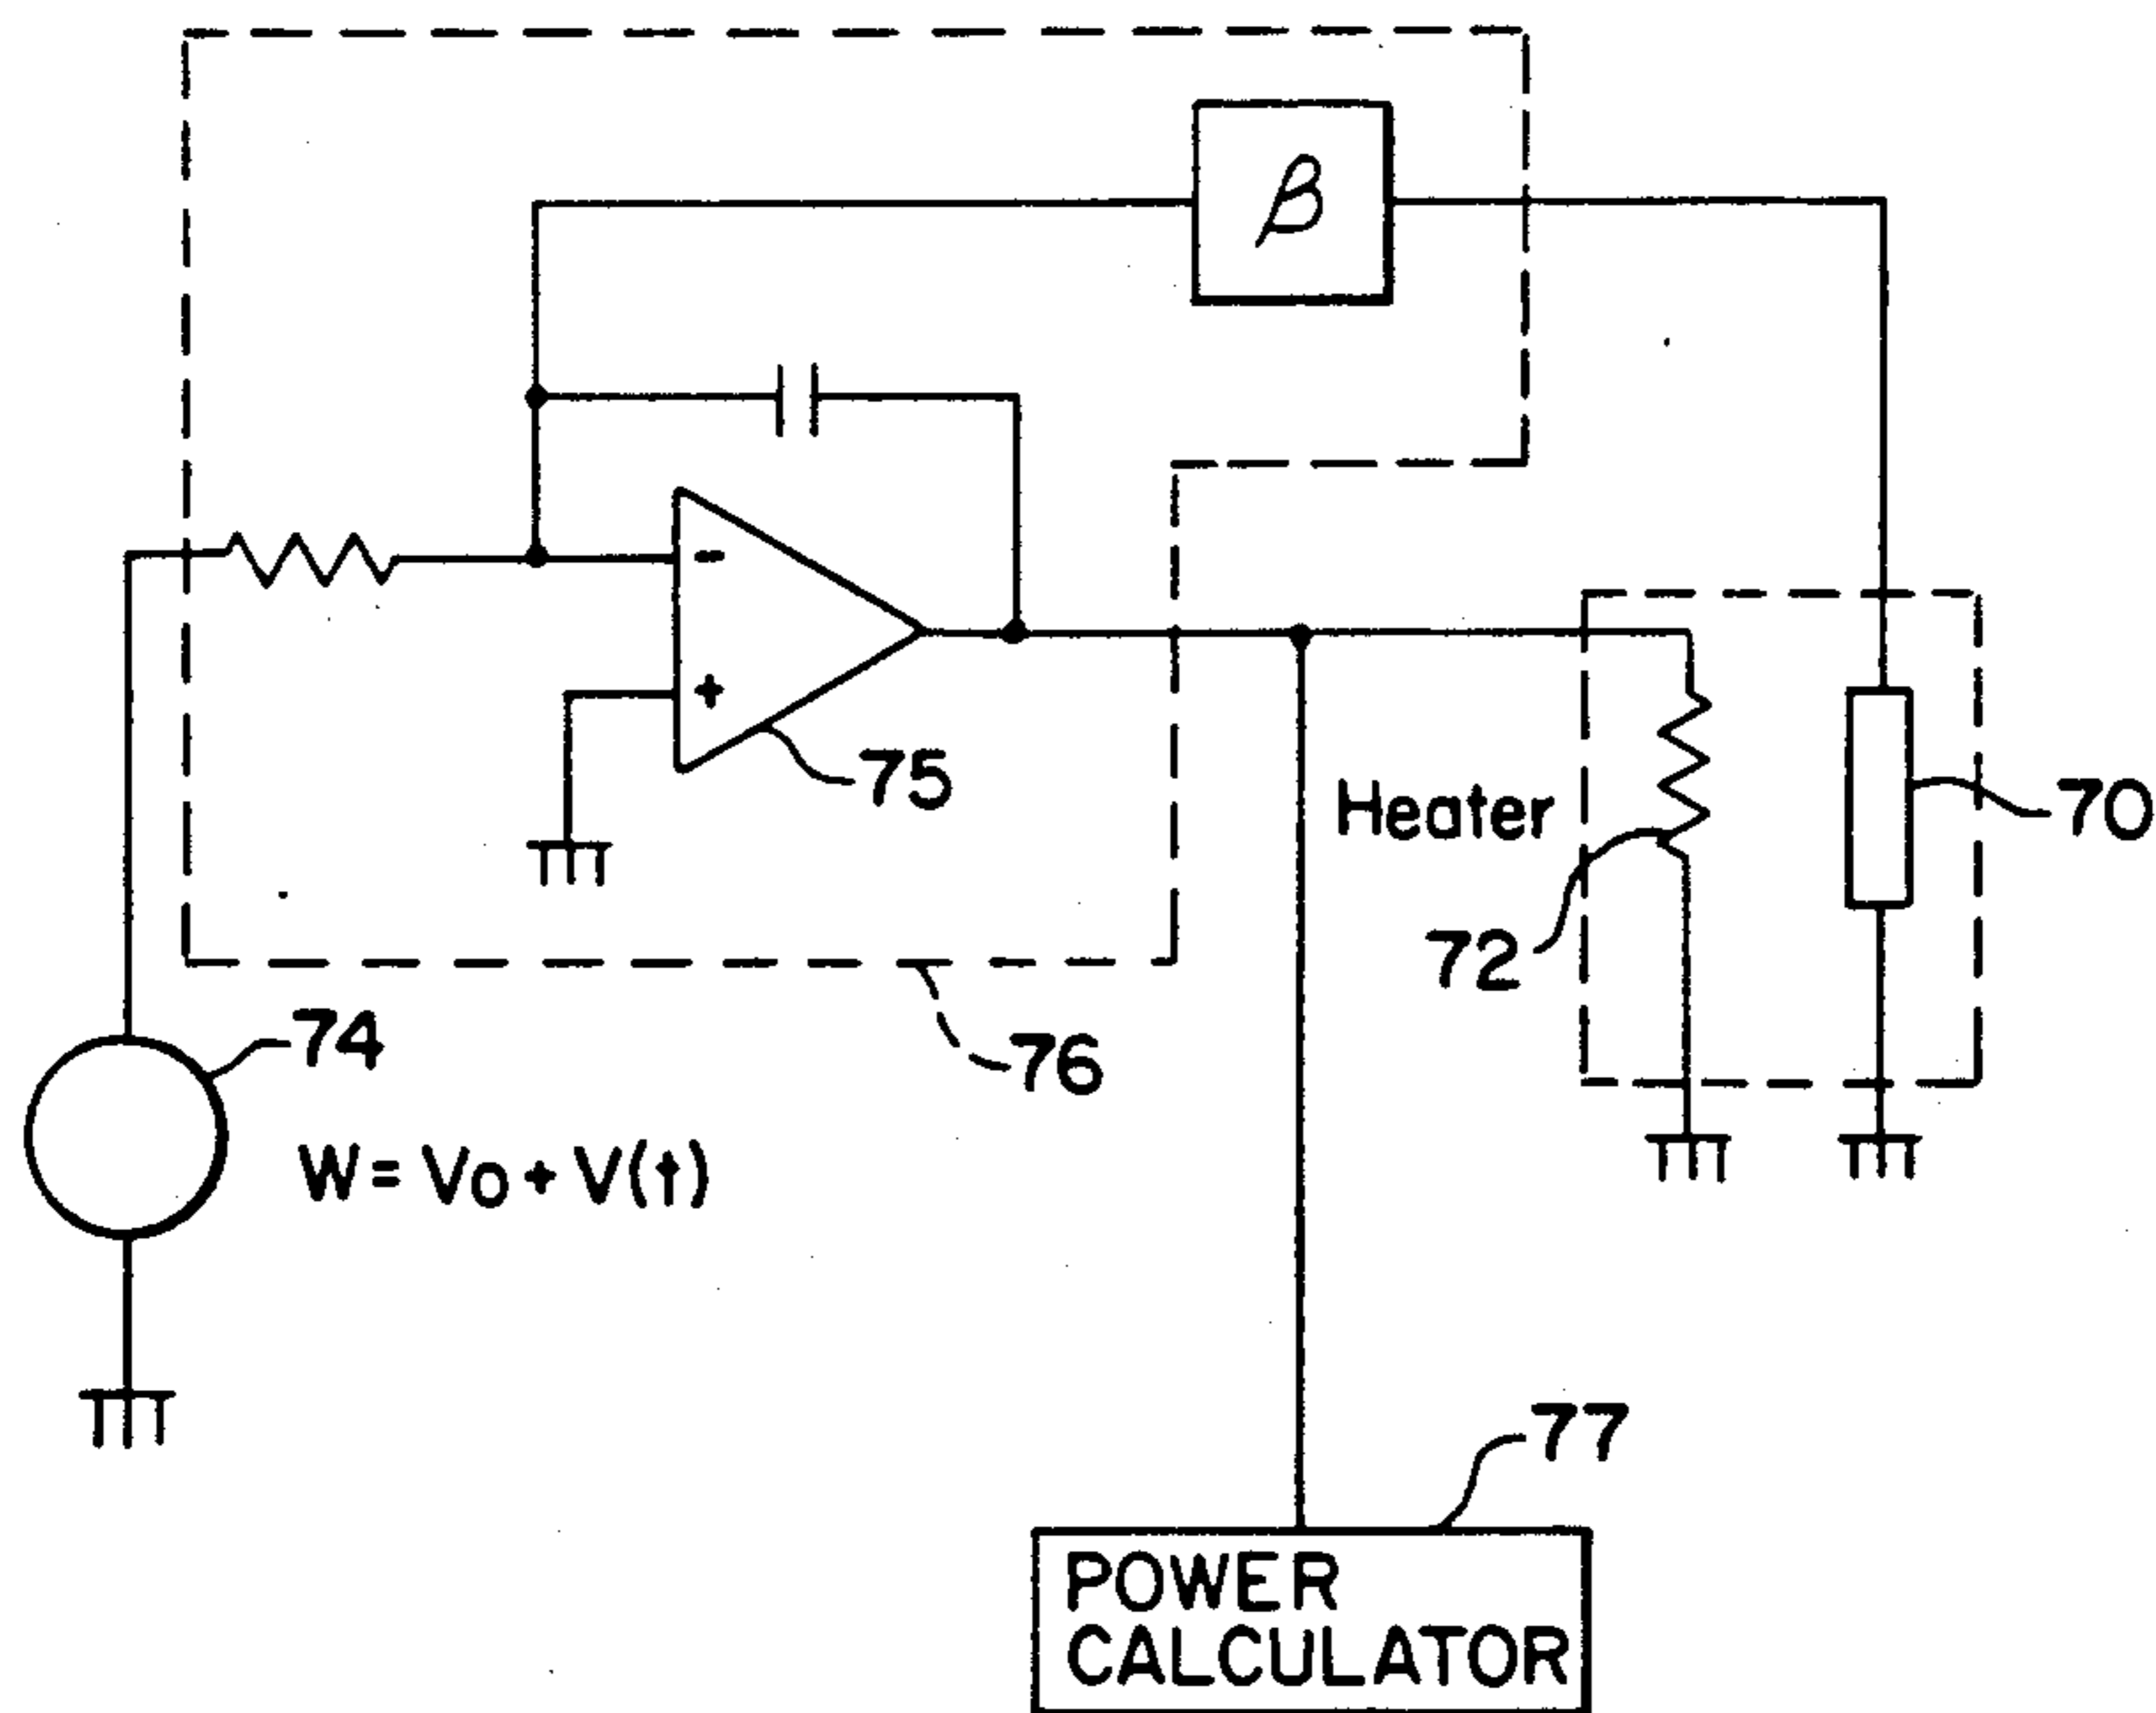 β
-
+
75
Heater
70
72
74
76
W = Vo + V(t)
77
POWER
CALCULATOR